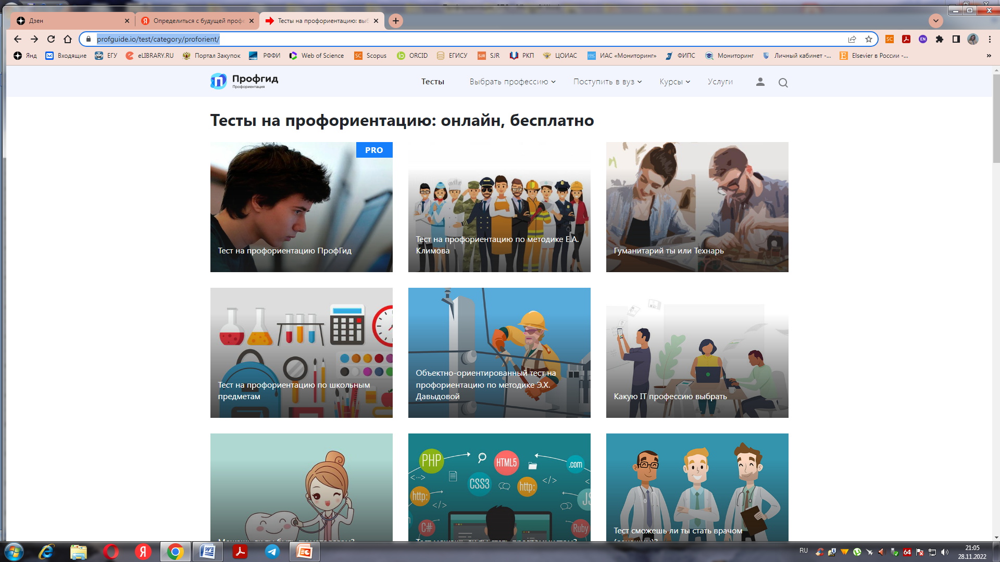 Дзен
Определиться с будущей проф
Тесты на профориентацию: выб
profguide.io/test/category/proforient/
Янд
Входящие
ЕГУ
eLIBRARY.RU
Портал Закупок
РФФИ
Web of Science
Scopus
ORCID
ЕГИСУ
SJR
РКП
ЦОИАС
ИАС «Мониторинг»
ФИПС
Мониторинг
Личный кабинет -...
Elsevier в России -...
»
Профгид
Профориентация
Тесты
Выбрать профессию
Поступить в вуз
Курсы
Услуги
Тесты на профориентацию: онлайн, бесплатно
PRO
Тест на профориентацию ПрофГид
Тест на профориентацию по методике Е.А.
Климова
Гуманитарий ты или Технарь
Тест на профориентацию по школьным
предметам
Объектно-ориентированный тест на
профориентацию по методике Э.Х.
Давыдовой
Какую IT профессию выбрать
PHP
HTML5
.com
CSS3
http:
http:
JS
C#
Ruby
Тест сможешь ли ты стать врачом
RU
64
21:05
28.11.2022